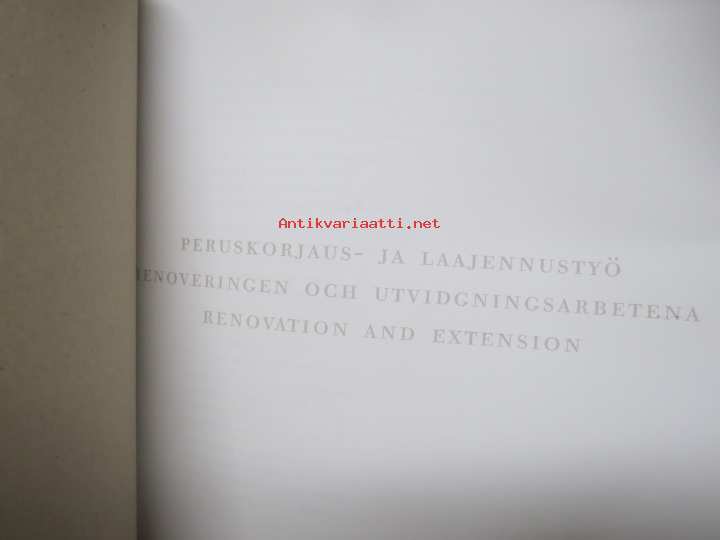 Antikvariaatti.net
PERUSKORJAUS- JA LAAJENNUSTYÖ
RENOVERINGEN OCH UTVIDGNINGSARBETENA
RENOVATION AND EXTENSION